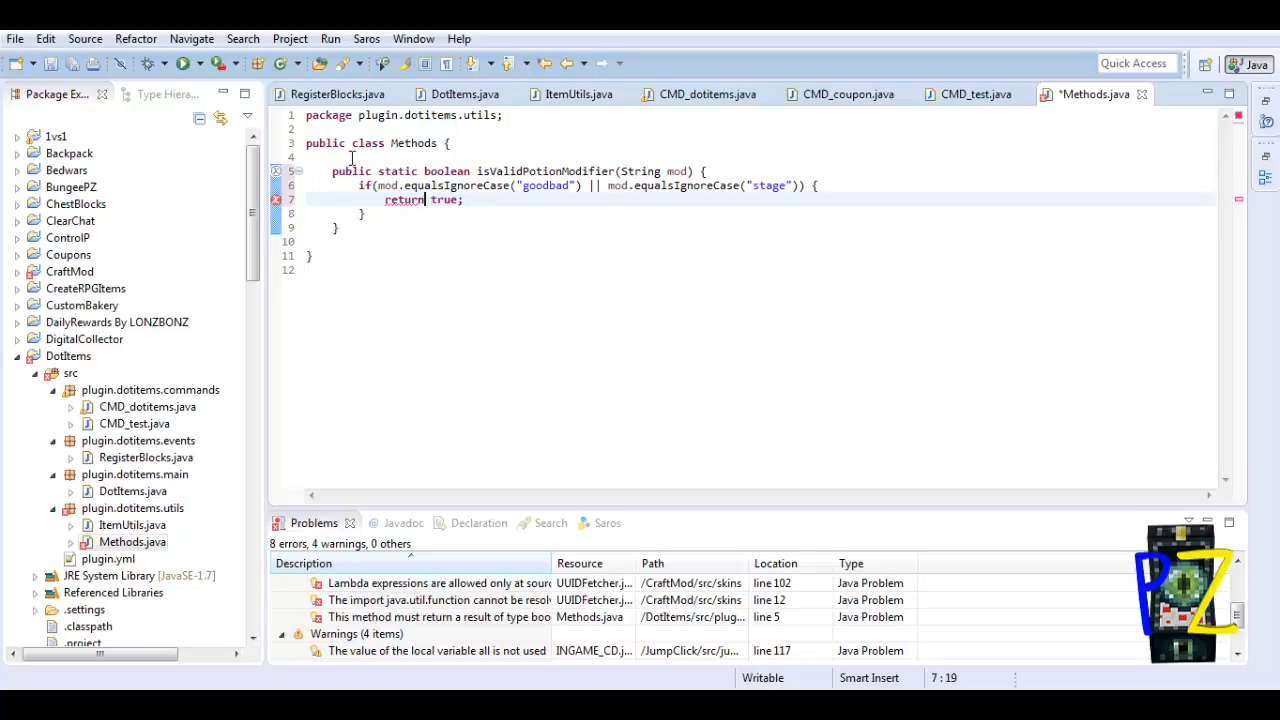 File Edit Source Refactor Navigate Search Project Run Saros Window Help
Quick Access Java
Package Ex... Type Hiera...
RegisterBlocks.java DotItems.java ItemUtils.java CMD_dotitems.java CMD_coupon.java CMD_test.java *Methods.java
1vs1
Backpack
Bedwars
BungeePZ
ChestBlocks
ClearChat
ControlP
Coupons
CraftMod
CreateRPGItems
CustomBackery
DailyRewards By LONZBONZ
DigitalCollector
DotItems
src
plugin.dotitems.commands
CMD_dotitems.java
CMD_test.java
plugin.dotitems.events
RegisterBlocks.java
plugin.dotitems.main
DotItems.java
plugin.dotitems.utils
ItemUtils.java
Methods.java
plugin.yml
JRE System Library [JavaSE-1.7]
Referenced Libraries
.settings
.classpath
.project
1 package plugin.dotitems.utils;
2
3 public class Methods {
4
5 public static boolean isValidPotionModifier(String mod) {
6 if(mod.equalsIgnoreCase("goodbad") || mod.equalsIgnoreCase("stage")) {
7 return true;
8 }
9 }
10
11 }
12
Problems Javadoc Declaration Search Saros
8 errors, 4 warnings, 0 others
Description Resource Path Location Type
Lambda expressions are allowed only at sourc UUIDFetcher.j... /CraftMod/src/skins line 102 Java Problem
The import java.util.function cannot be resolv UUIDFetcher.j... /CraftMod/src/skins line 12 Java Problem
This method must return a result of type boo Methods.java /DotItems/src/plug... line 5 Java Problem
Warnings (4 items)
The value of the local variable all is not used INGAME_CD.j... /JumpClick/src/ju... line 117 Java Problem
PZ
Writable Smart Insert 7 : 19